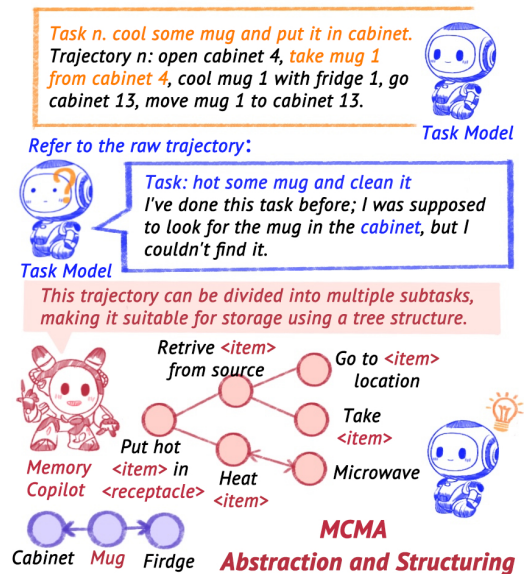 Task n. cool some mug and put it in cabinet.
Trajectory n: open cabinet 4, take mug 1
from cabinet 4, cool mug 1 with fridge 1, go
cabinet 13, move mug 1 to cabinet 13.
Task Model
Refer to the raw trajectory:
?
Task: hot some mug and clean it
I've done this task before; I was supposed
to look for the mug in the cabinet, but I
couldn't find it.
Task Model
This trajectory can be divided into multiple subtasks,
making it suitable for storage using a tree structure.
Retrive <item>
from source
Go to <item>
location
Take
<item>
Put hot
<item> in
<receptacle>
Heat
<item>
Microwave
Memory
Copilot
Cabinet Mug Firdge
MCMA
Abstraction and Structuring